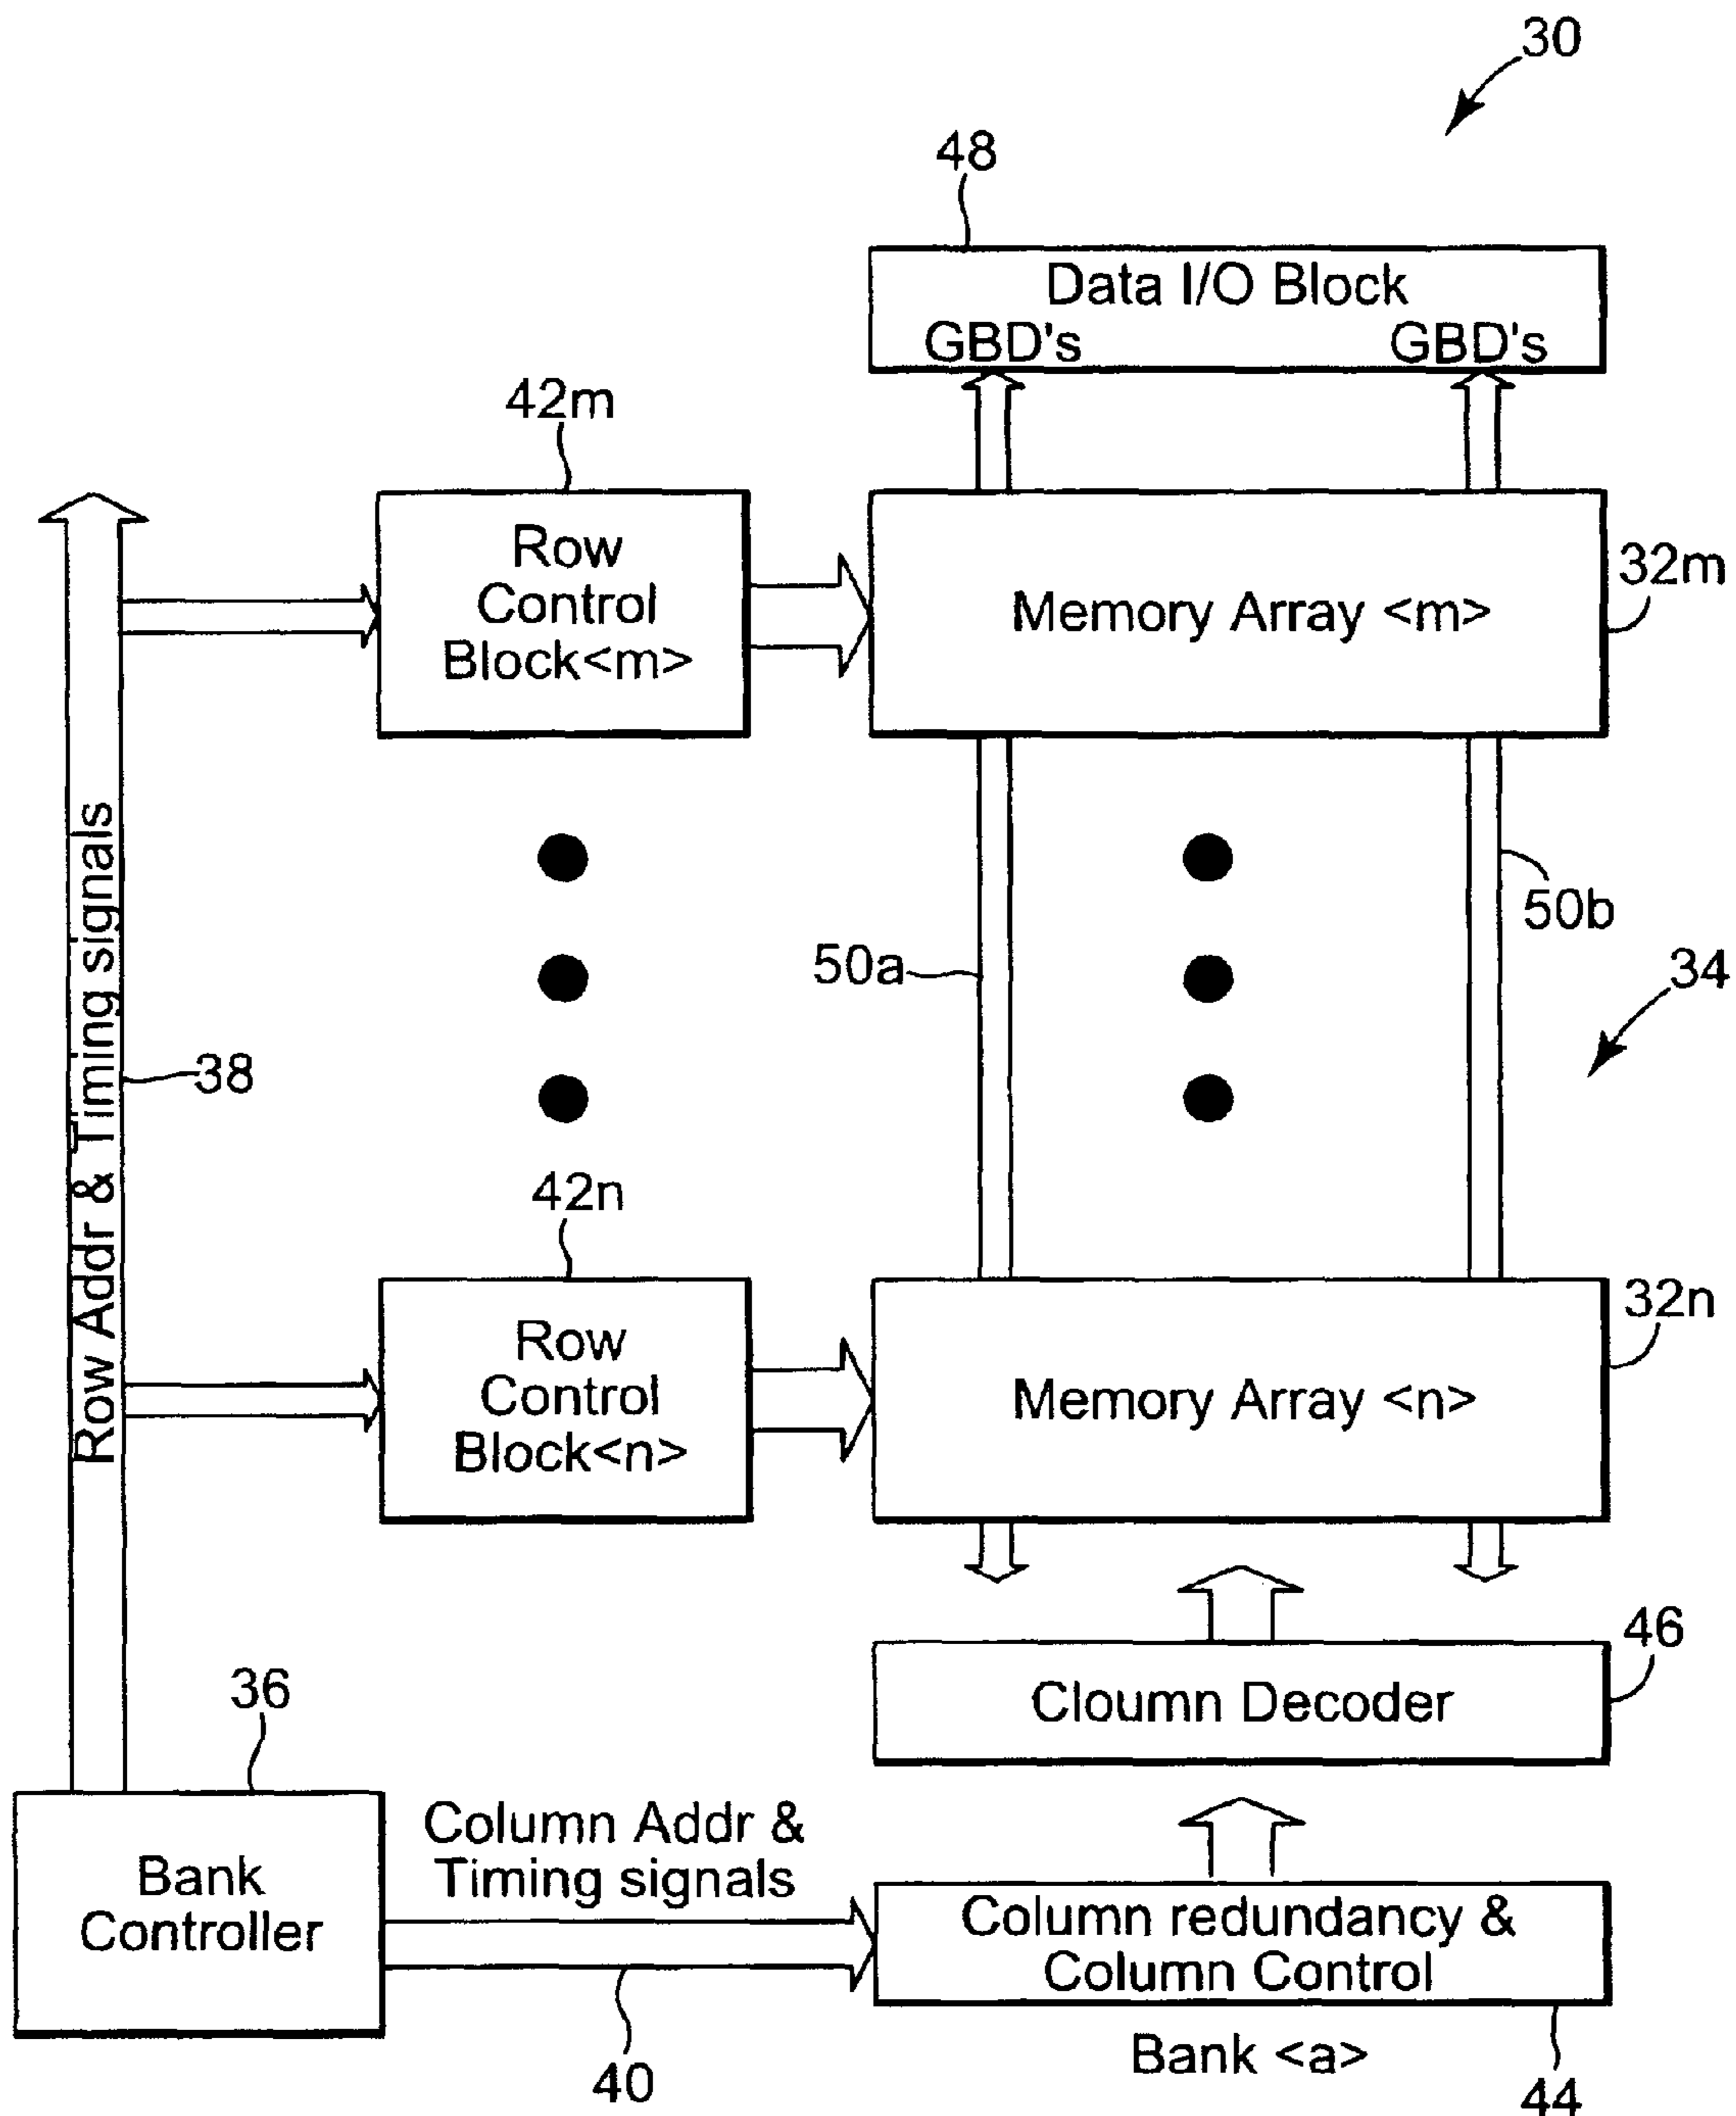 30
48
Data I/O Block
GBD's GBD's
42m
Row
Control
Block<m>
Memory Array <m>
32m
Row Addr & Timing signals
38
50a
50b
34
42n
Row
Control
Block<n>
Memory Array <n>
32n
46
Cloumn Decoder
36
Bank
Controller
Column Addr &
Timing signals
40
Column redundancy &
Column Control
Bank <a>
44